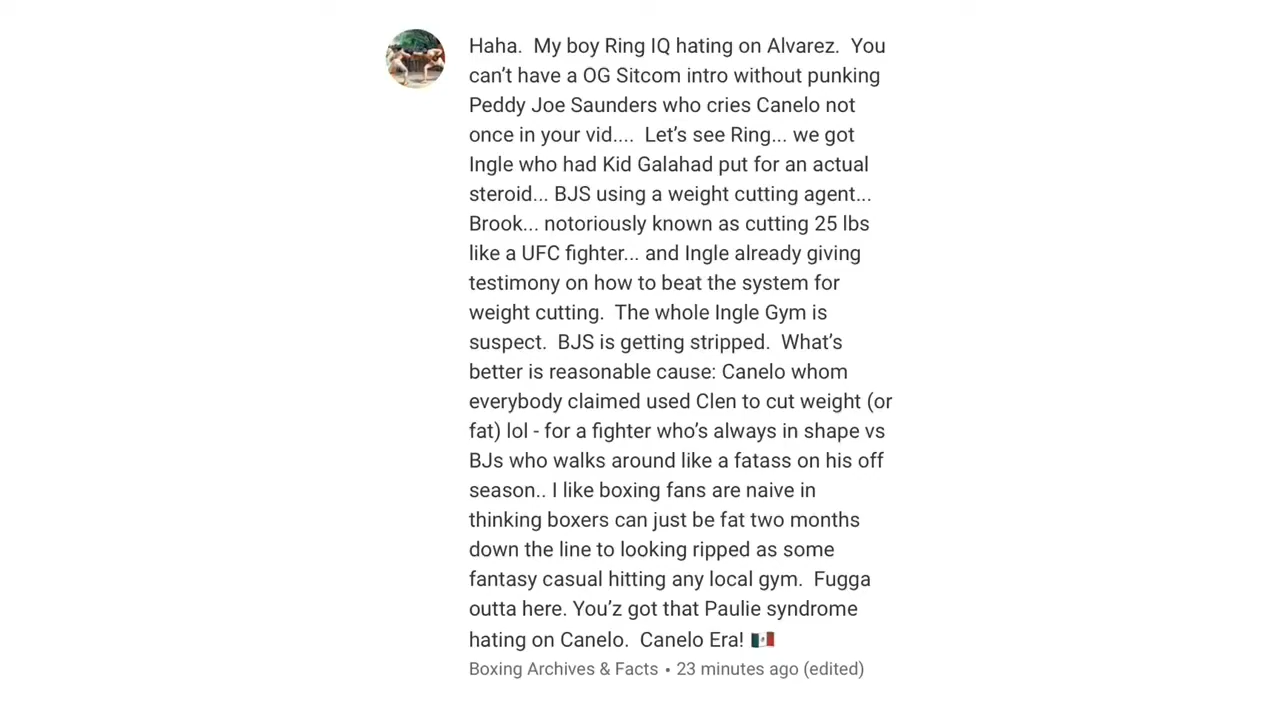 Haha.  My boy Ring IQ hating on Alvarez.  You
can't have a OG Sitcom intro without punking
Peddy Joe Saunders who cries Canelo not
once in your vid....  Let's see Ring... we got
Ingle who had Kid Galahad put for an actual
steroid... BJS using a weight cutting agent...
Brook... notoriously known as cutting 25 lbs
like a UFC fighter... and Ingle already giving
testimony on how to beat the system for
weight cutting.  The whole Ingle Gym is
suspect.  BJS is getting stripped.  What's
better is reasonable cause: Canelo whom
everybody claimed used Clen to cut weight (or
fat) lol - for a fighter who's always in shape vs
BJs who walks around like a fatass on his off
season.. I like boxing fans are naive in
thinking boxers can just be fat two months
down the line to looking ripped as some
fantasy casual hitting any local gym.  Fugga
outta here. You'z got that Paulie syndrome
hating on Canelo.  Canelo Era! 🇲🇽
Boxing Archives & Facts • 23 minutes ago (edited)